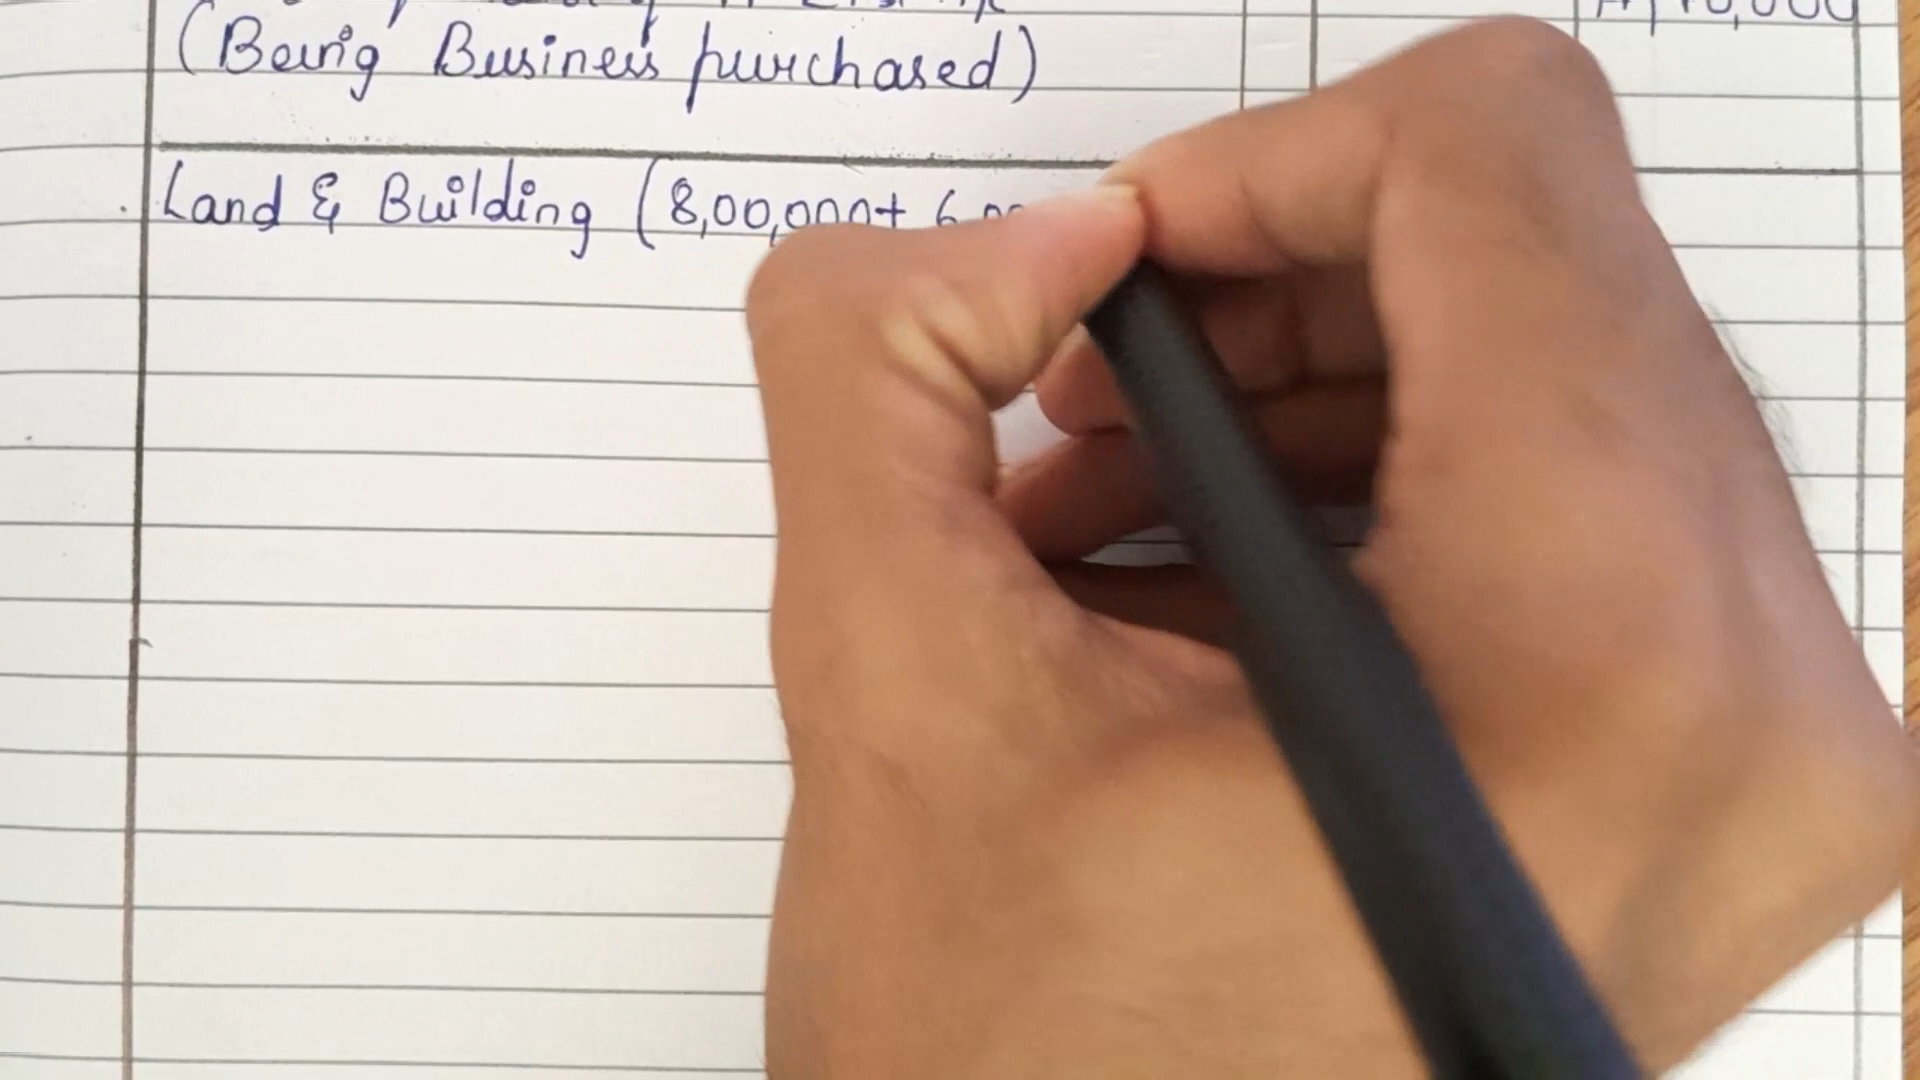 (Being Business purchased)
Land & Building (8,00,000+